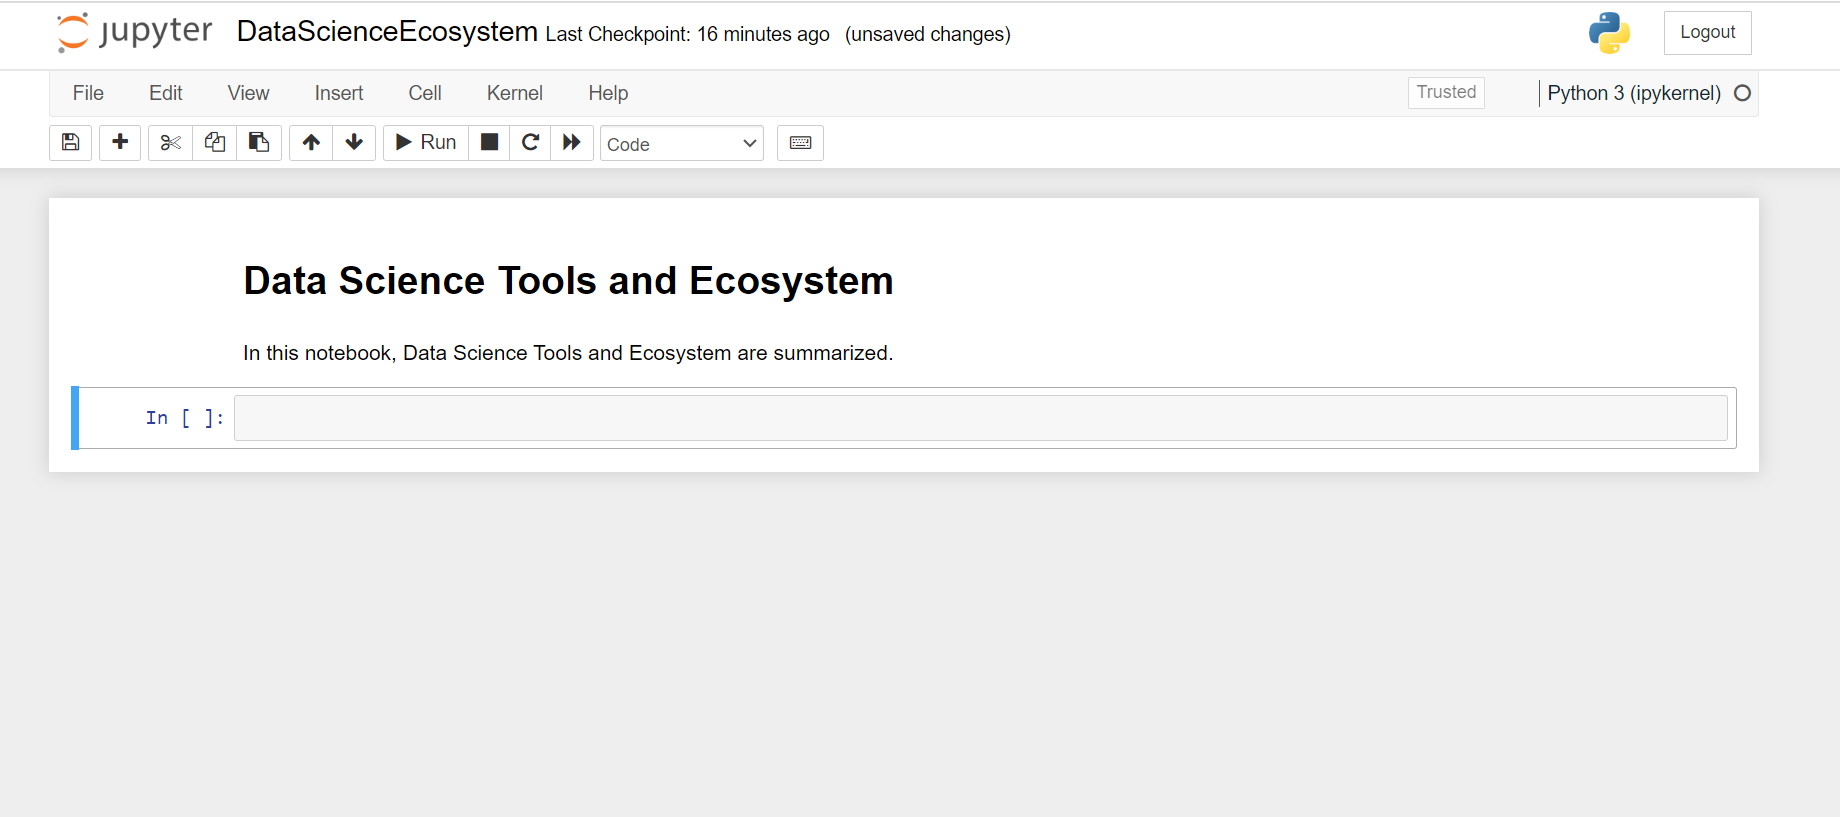 jupyter DataScienceEcosystem Last Checkpoint: 16 minutes ago (unsaved changes) Logout
File Edit View Insert Cell Kernel Help Trusted Python 3 (ipykernel)
Run Code
Data Science Tools and Ecosystem
In this notebook, Data Science Tools and Ecosystem are summarized.
In [ ]: